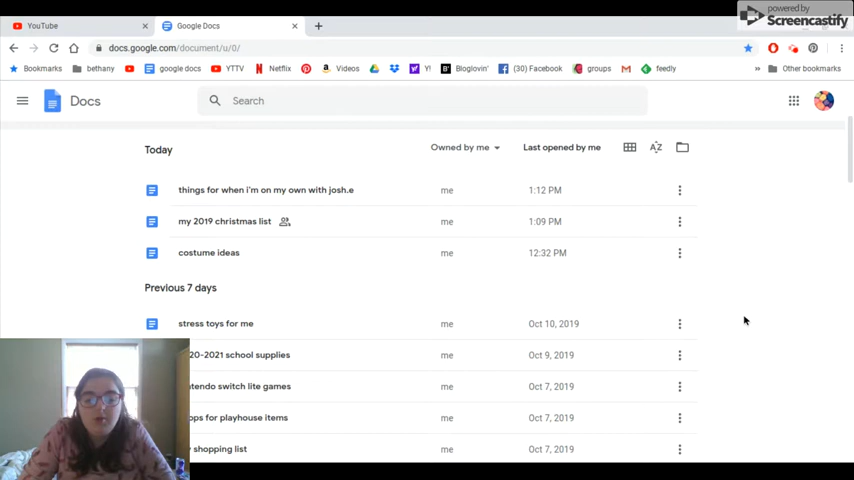 powered by
Screencastify
YouTube
Google Docs
docs.google.com/document/u/0/
Bookmarks bethany google docs YTTV Netflix Videos Y! Bloglovin' (30) Facebook groups feedly » Other bookmarks
Docs Search
Today Owned by me Last opened by me AZ
things for when i'm on my own with josh.e me 1:12 PM
my 2019 christmas list me 1:09 PM
costume ideas me 12:32 PM
Previous 7 days
stress toys for me me Oct 10, 2019
20-2021 school supplies me Oct 9, 2019
ntendo switch lite games me Oct 7, 2019
ops for playhouse items me Oct 7, 2019
shopping list me Oct 7, 2019